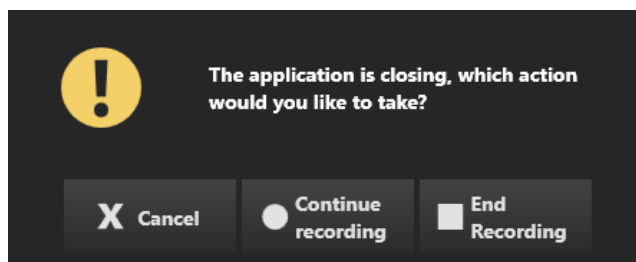 The application is closing, which action
would you like to take?
X Cancel
Continue
recording
End
Recording